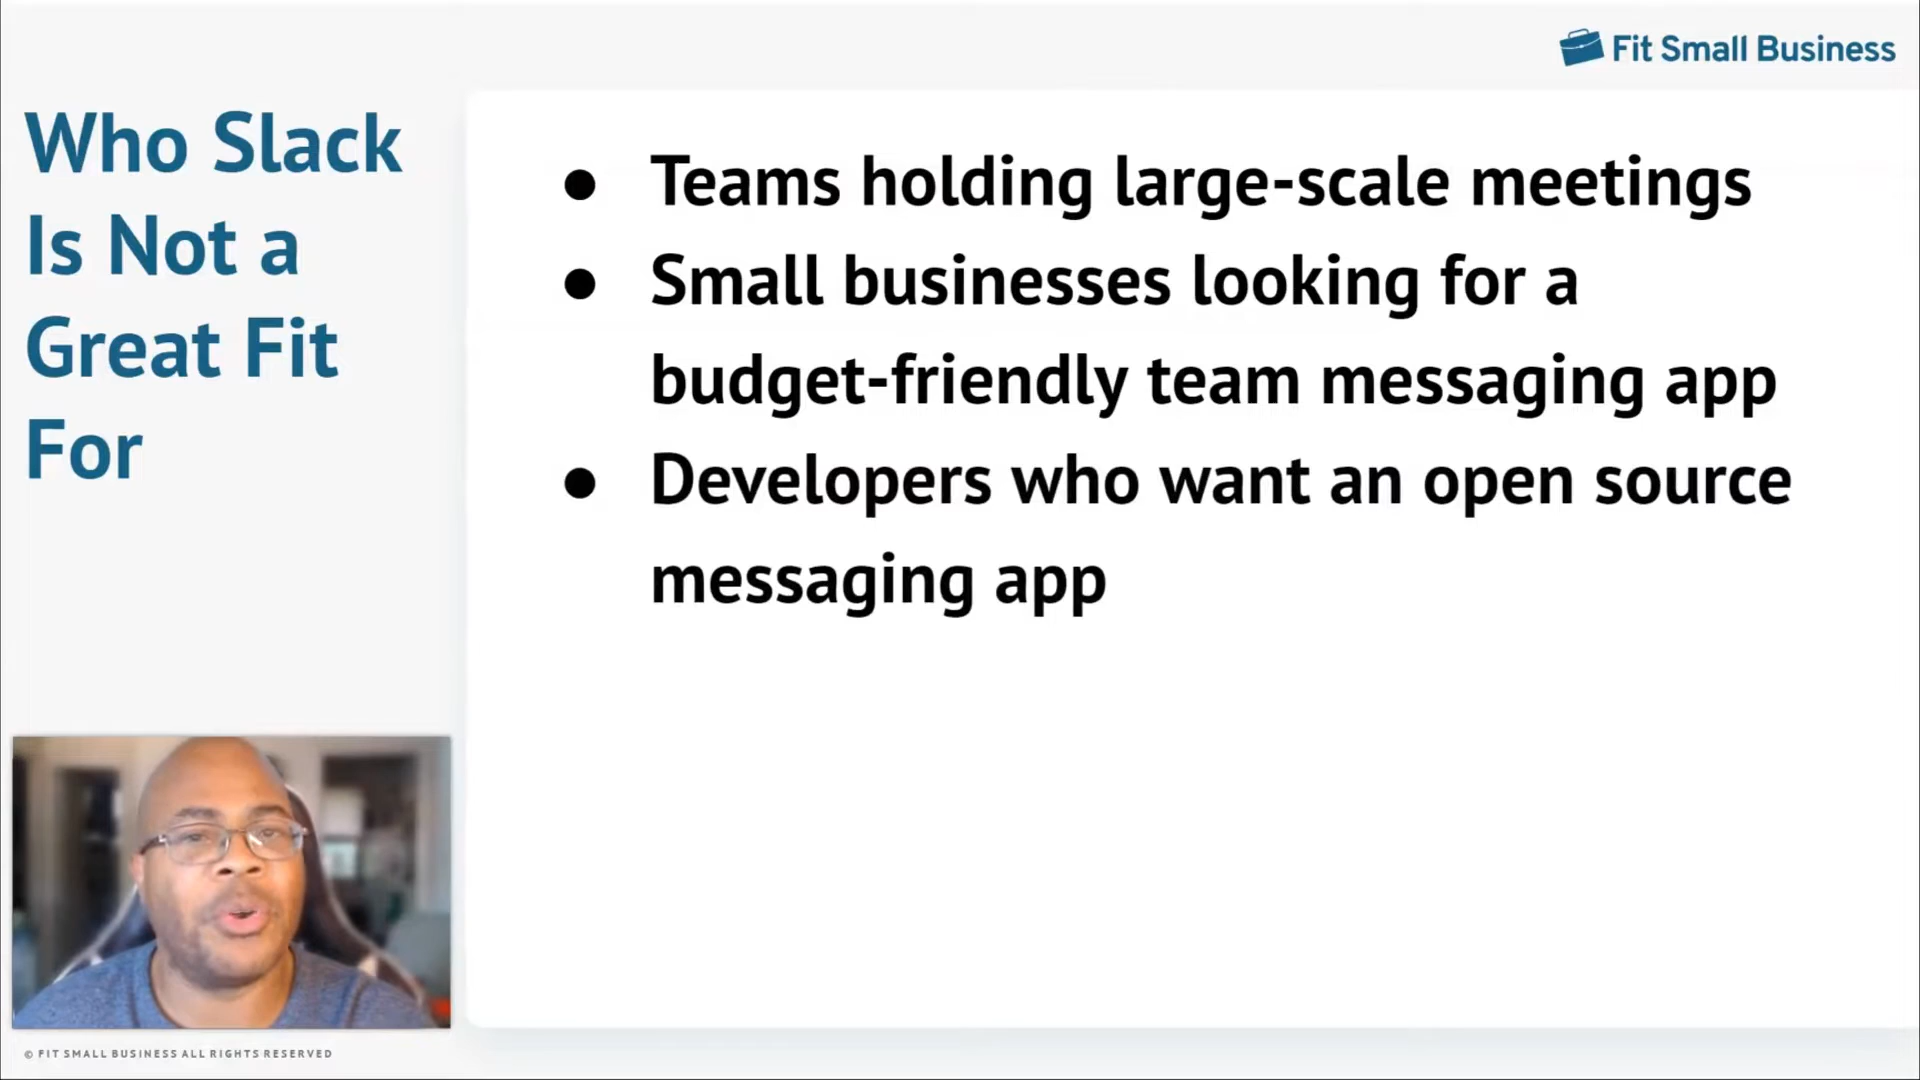 Fit Small Business
Who Slack
Is Not a
Great Fit
For
● Teams holding large-scale meetings
● Small businesses looking for a
budget-friendly team messaging app
● Developers who want an open source
messaging app
© FIT SMALL BUSINESS ALL RIGHTS RESERVED